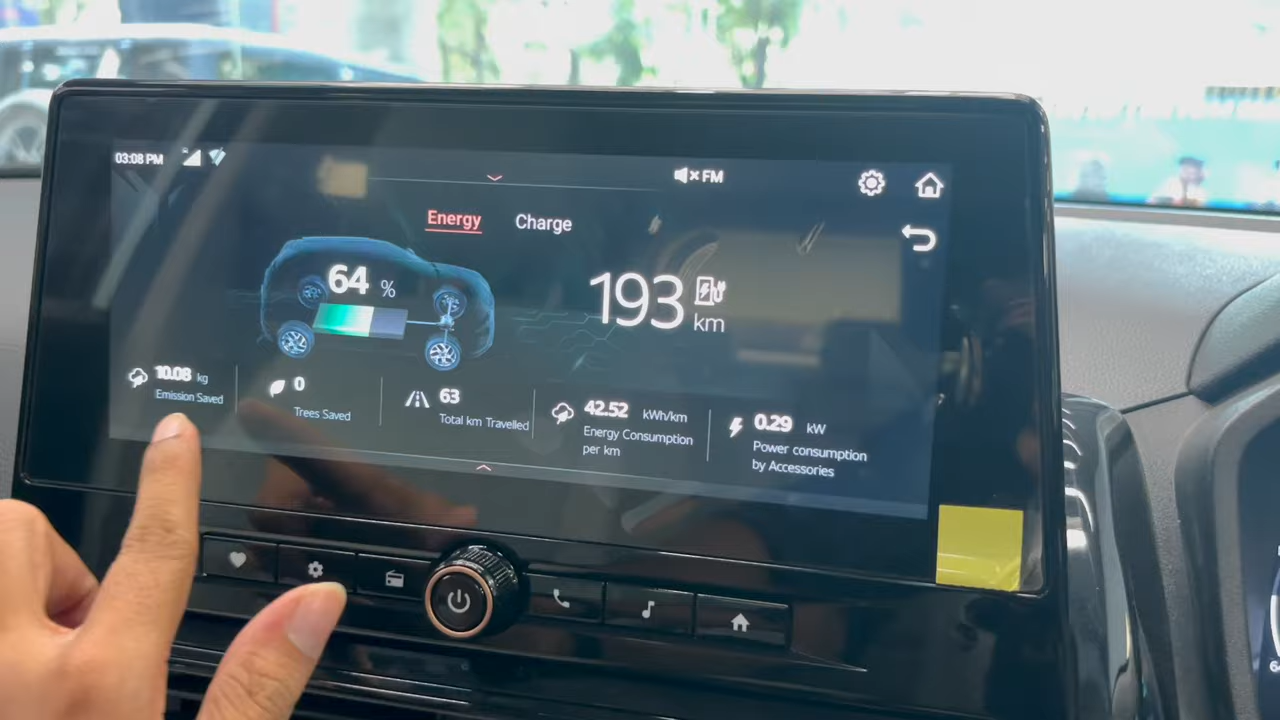 03:08 PM
FM
Energy
Charge
64 %
193
km
10.08 kg
Emission Saved
0
Trees Saved
63
Total km Travelled
42.52 kWh/km
Energy Consumption
per km
0.29 kW
Power consumption
by Accessories